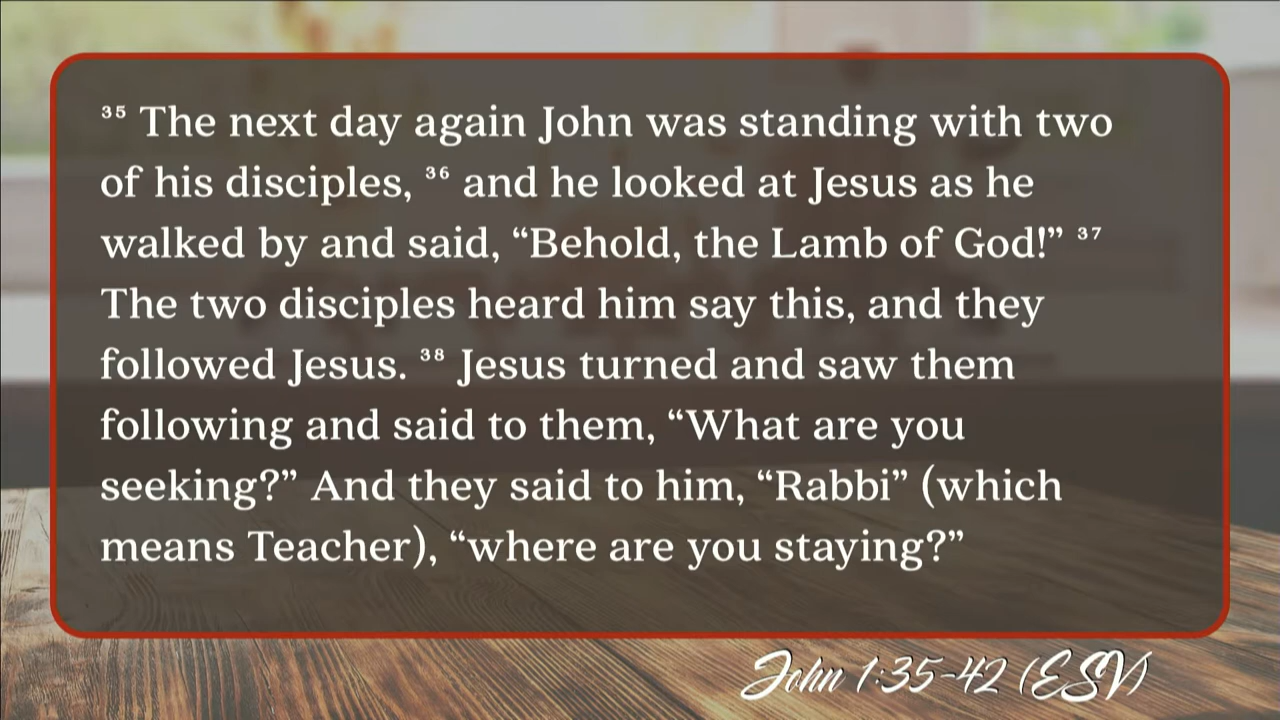 ³⁵ The next day again John was standing with two
of his disciples, ³⁶ and he looked at Jesus as he
walked by and said, “Behold, the Lamb of God!” ³⁷
The two disciples heard him say this, and they
followed Jesus. ³⁸ Jesus turned and saw them
following and said to them, “What are you
seeking?” And they said to him, “Rabbi” (which
means Teacher), “where are you staying?”
John 1:35-42 (ESV)